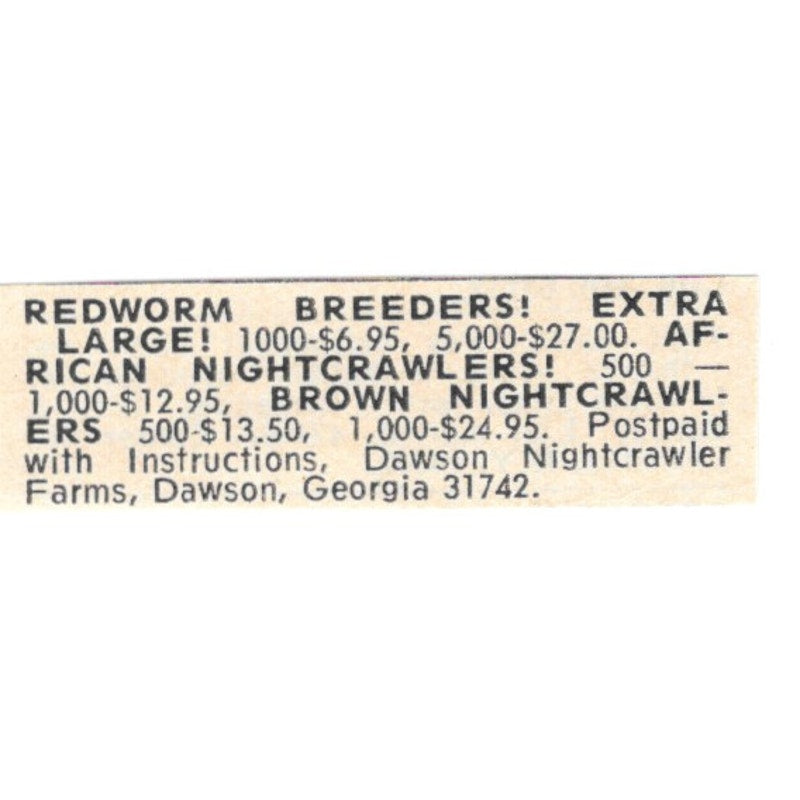 REDWORM BREEDERS! EXTRA
LARGE! 1000-$6.95, 5,000-$27.00. AF-
RICAN NIGHTCRAWLERS! 500 —
1,000-$12.95, BROWN NIGHTCRAWL-
ERS 500-$13.50, 1,000-$24.95. Postpaid
with Instructions, Dawson Nightcrawler
Farms, Dawson, Georgia 31742.